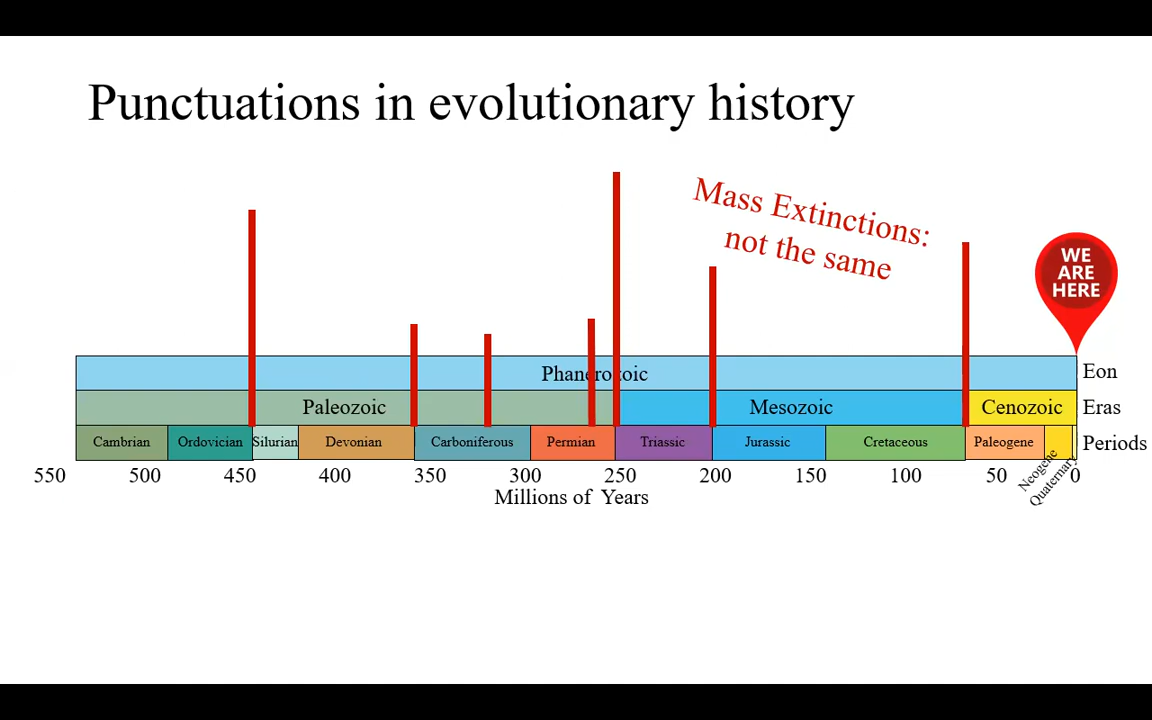 Punctuations in evolutionary history
Mass Extinctions:
not the same
WE
ARE
HERE
Phanerozoic
Eon
Paleozoic Mesozoic Cenozoic Eras
Cambrian Ordovician Silurian Devonian Carboniferous Permian Triassic Jurassic Cretaceous Paleogene Periods
Neogene
Quaternary
550 500 450 400 350 300 250 200 150 100 50 0
Millions of Years